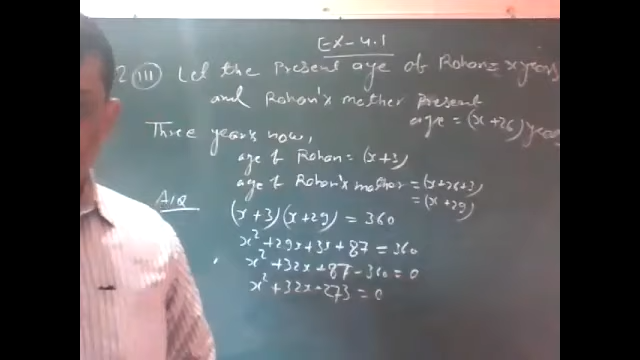 Ex-4.1
2 (iii) Let the present age of Rohan = x years
and Rohan's mother present
age = (x+26) years
Three years now,
age of Rohan = (x+3)
age of Rohan's mother = (x+26+3)
= (x+29)
A/Q
(x+3)(x+29) = 360
x² + 29x + 3x + 87 = 360
x² + 32x + 87 - 360 = 0
x² + 32x - 273 = 0